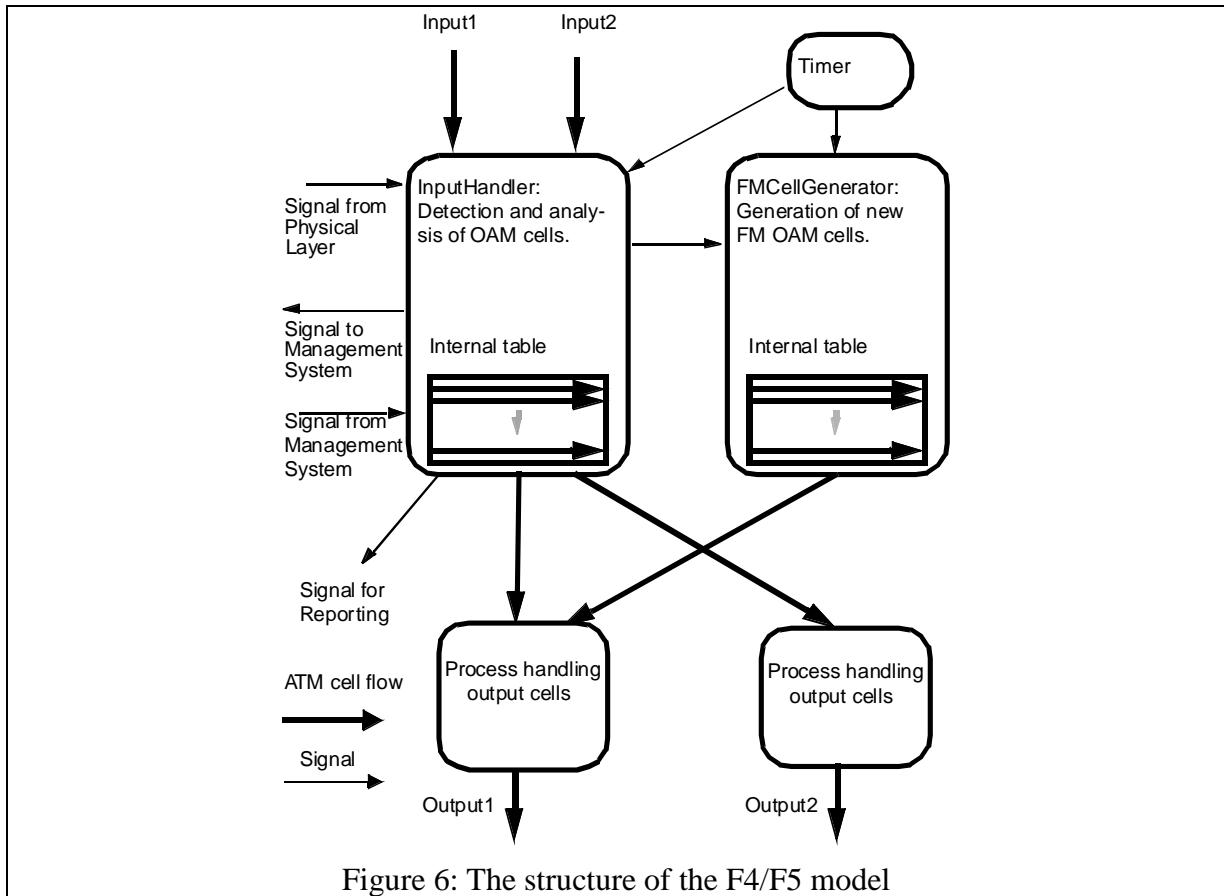 Input1
Input2
Timer
InputHandler:
Detection and analy-
sis of OAM cells.
FMCellGenerator:
Generation of new
FM OAM cells.
Signal from
Physical
Layer
Signal to
Management
System
Signal from
Management
System
Internal table
Internal table
Signal for
Reporting
Process handling
output cells
Process handling
output cells
ATM cell flow
Signal
Output1
Output2
Figure 6: The structure of the F4/F5 model